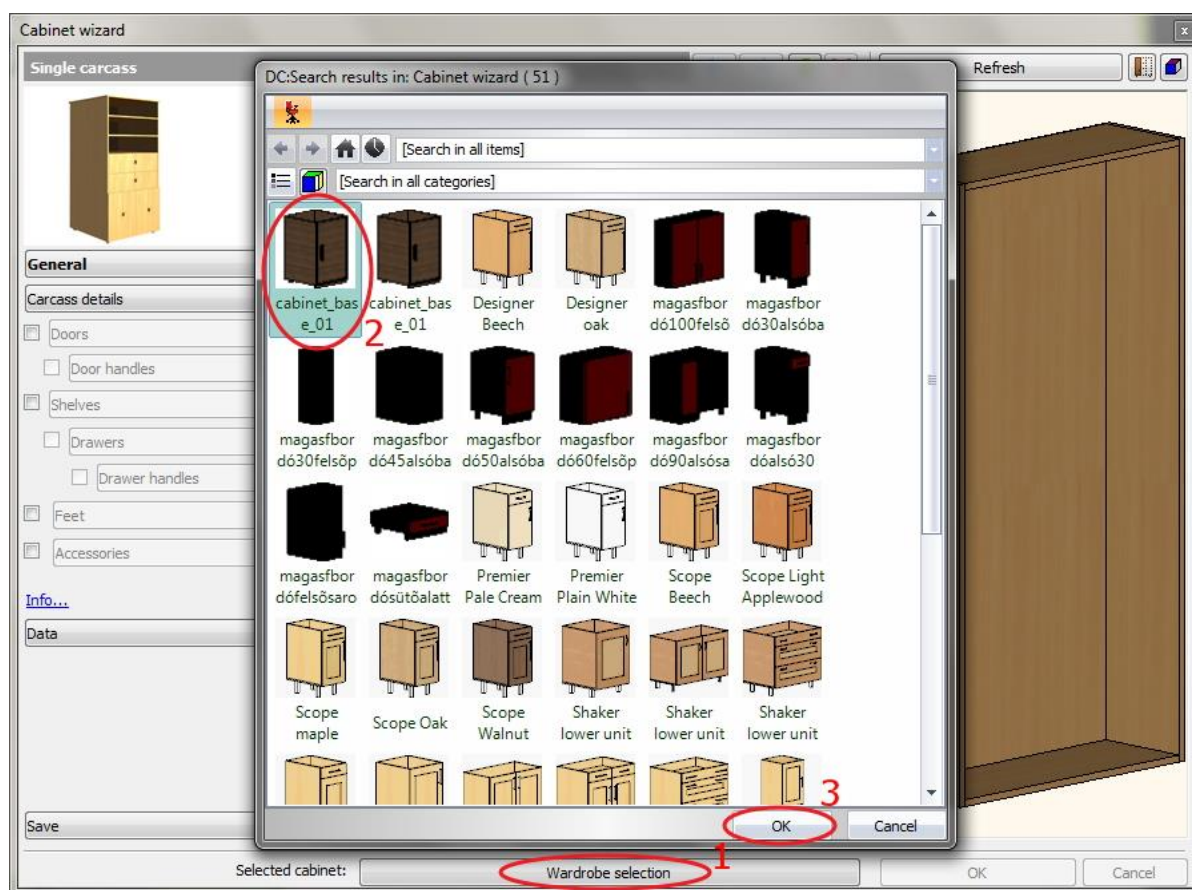 Cabinet wizard
x
Single carcass
Refresh
General
Carcass details
Doors
Door handles
Shelves
Drawers
Drawer handles
Feet
Accessories
Info...
Data
Save
DC:Search results in: Cabinet wizard ( 51 )
[Search in all items]
[Search in all categories]
cabinet_bas
e_01
2
cabinet_bas
e_01
Designer
Beech
Designer
oak
magasfbor
dó100felsõ
magasfbor
dó30alsóba
magasfbor
dó30felsõp
magasfbor
dó45alsóba
magasfbor
dó50alsóba
magasfbor
dó60felsõp
magasfbor
dó90alsósa
magasfbor
dóalsó30
magasfbor
dófelsõsaro
magasfbor
dósütõalatt
Premier
Pale Cream
Premier
Plain White
Scope
Beech
Scope Light
Applewood
Scope
maple
Scope Oak
Scope
Walnut
Shaker
lower unit
Shaker
lower unit
Shaker
lower unit
3
OK
Cancel
1
Selected cabinet:
Wardrobe selection
OK
Cancel